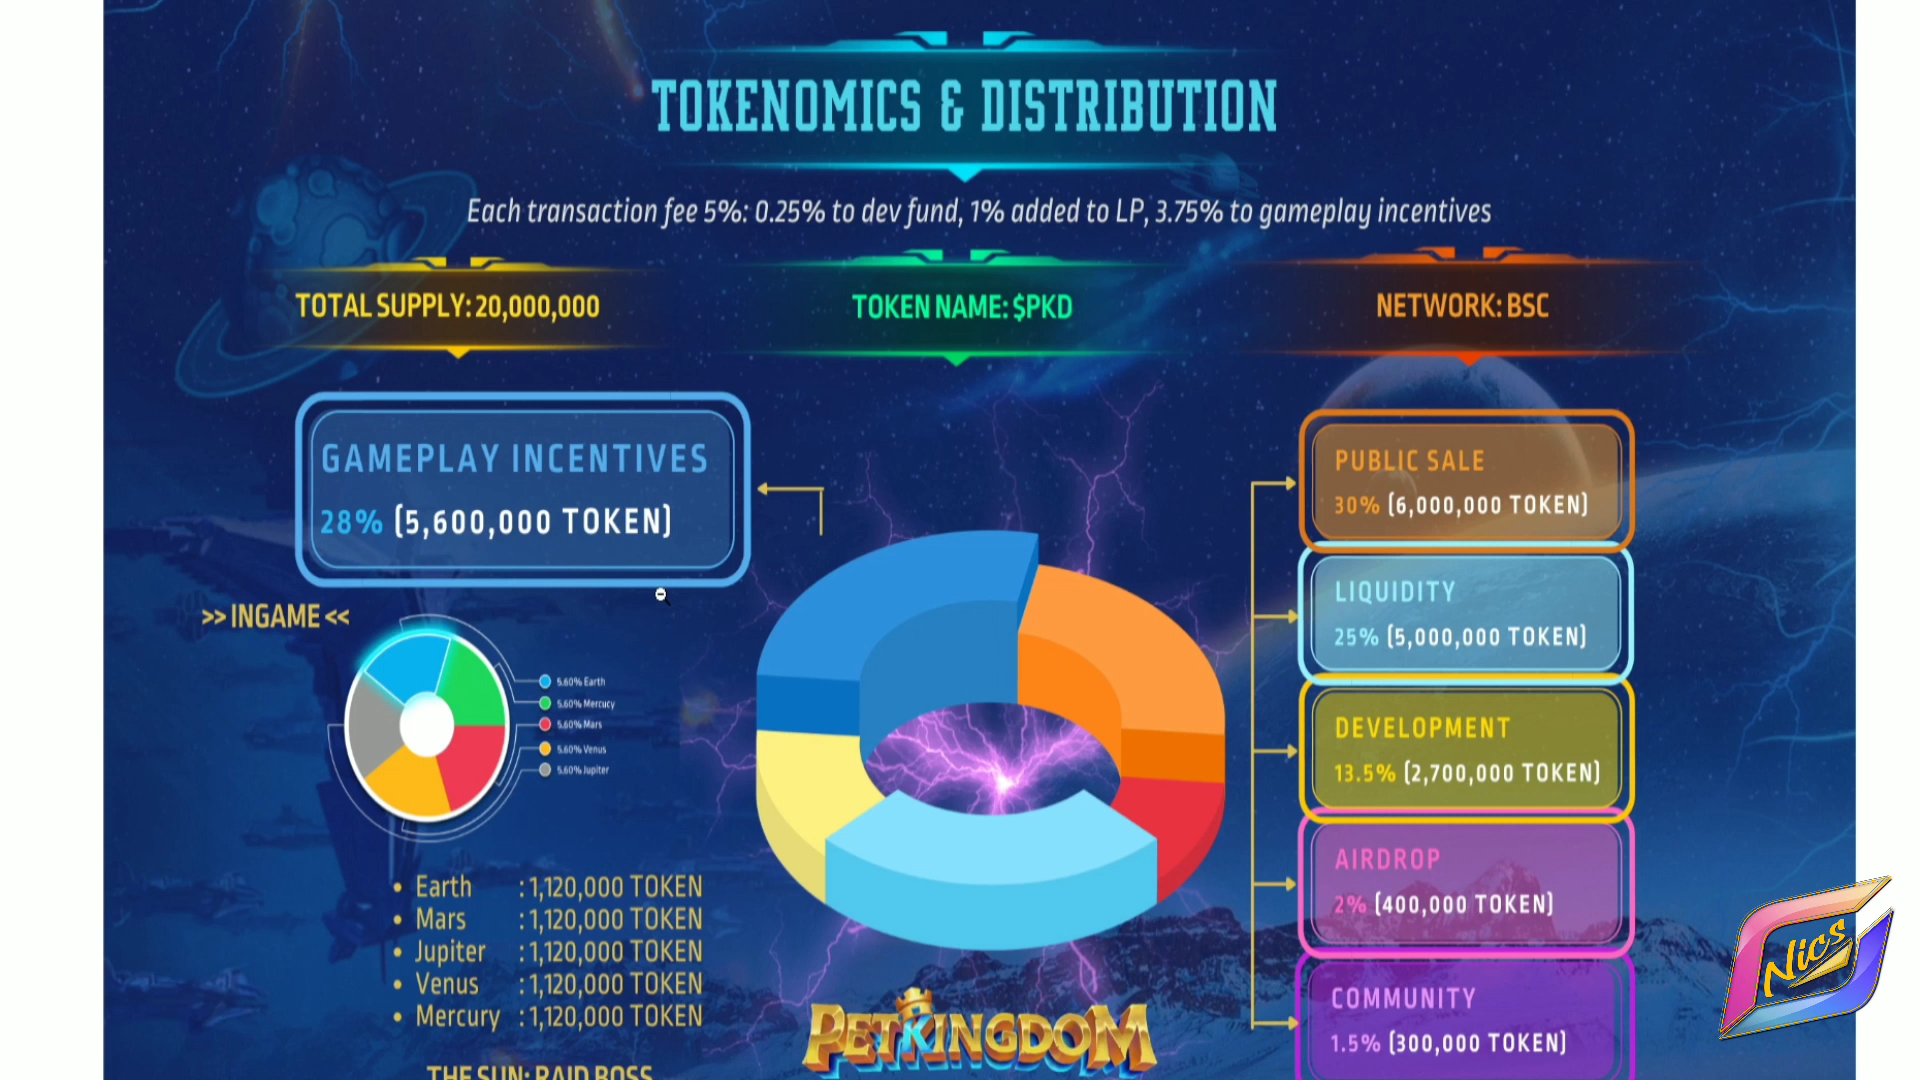 TOKENOMICS & DISTRIBUTION
Each transaction fee 5%: 0.25% to dev fund, 1% added to LP, 3.75% to gameplay incentives
TOTAL SUPPLY: 20,000,000
TOKEN NAME: $PKD
NETWORK: BSC
GAMEPLAY INCENTIVES
28% (5,600,000 TOKEN)
>> INGAME <<
5.60% Earth
5.60% Mercucy
5.60% Mars
5.60% Venus
5.60% Jupiter
• Earth : 1,120,000 TOKEN
• Mars : 1,120,000 TOKEN
• Jupiter : 1,120,000 TOKEN
• Venus : 1,120,000 TOKEN
• Mercury : 1,120,000 TOKEN
THE SUN: RAID BOSS
PUBLIC SALE
30% (6,000,000 TOKEN)
LIQUIDITY
25% (5,000,000 TOKEN)
DEVELOPMENT
13.5% (2,700,000 TOKEN)
AIRDROP
2% (400,000 TOKEN)
COMMUNITY
1.5% (300,000 TOKEN)
PETKINGDOM
Nics